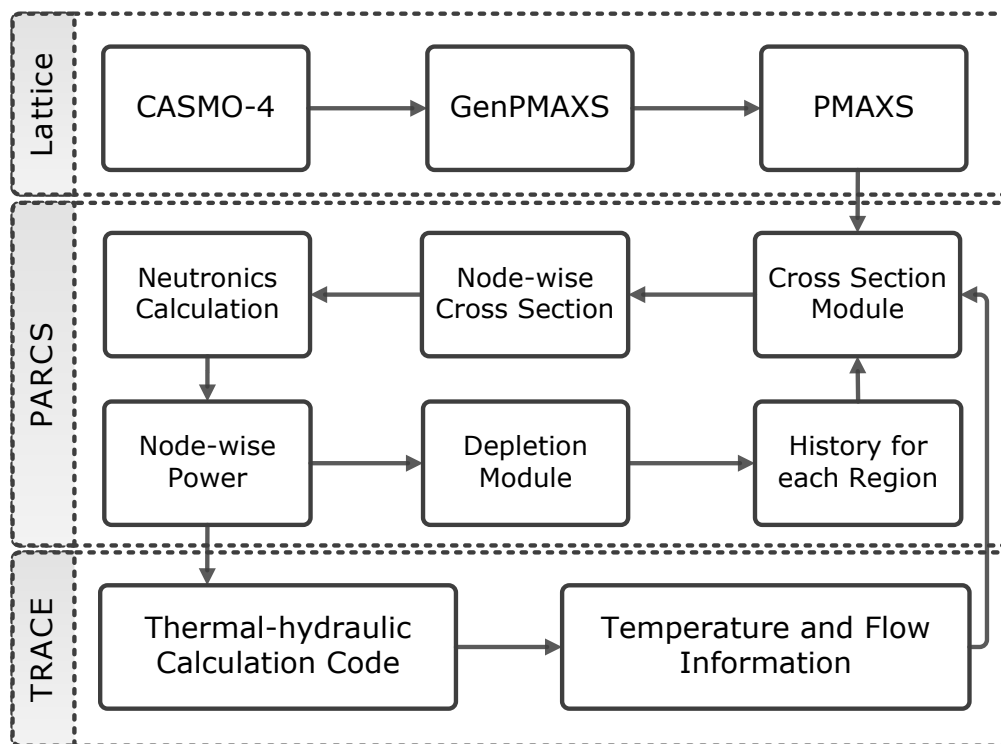 Lattice
CASMO-4
GenPMAXS
PMAXS
PARCS
Neutronics
Calculation
Node-wise
Cross Section
Cross Section
Module
Node-wise
Power
Depletion
Module
History for
each Region
TRACE
Thermal-hydraulic
Calculation Code
Temperature and Flow
Information